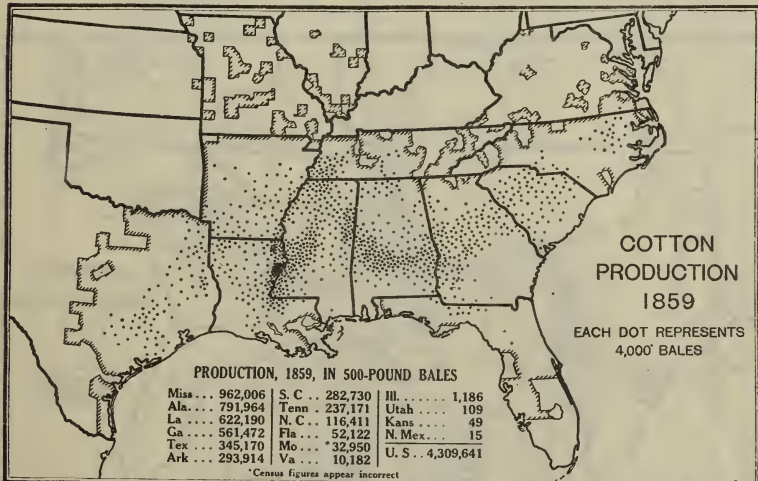 COTTON
PRODUCTION
1859
EACH DOT REPRESENTS
4,000 BALES
PRODUCTION, 1859, IN 500-POUND BALES
Miss... 962,006 | S. C.. 282,730 | Ill....... 1,186
Ala.... 791,964 | Tenn.. 237,171 | Utah..... 109
La .... 622,190 | N. C.. 116,411 | Kans.... 49
Ga .... 561,472 | Fla... 52,122 | N. Mex... 15
Tex ... 345,170 | Mo... *32,950 | U. S.. 4,309,641
Ark ... 293,914 | Va ... 10,182
*Census figures appear incorrect